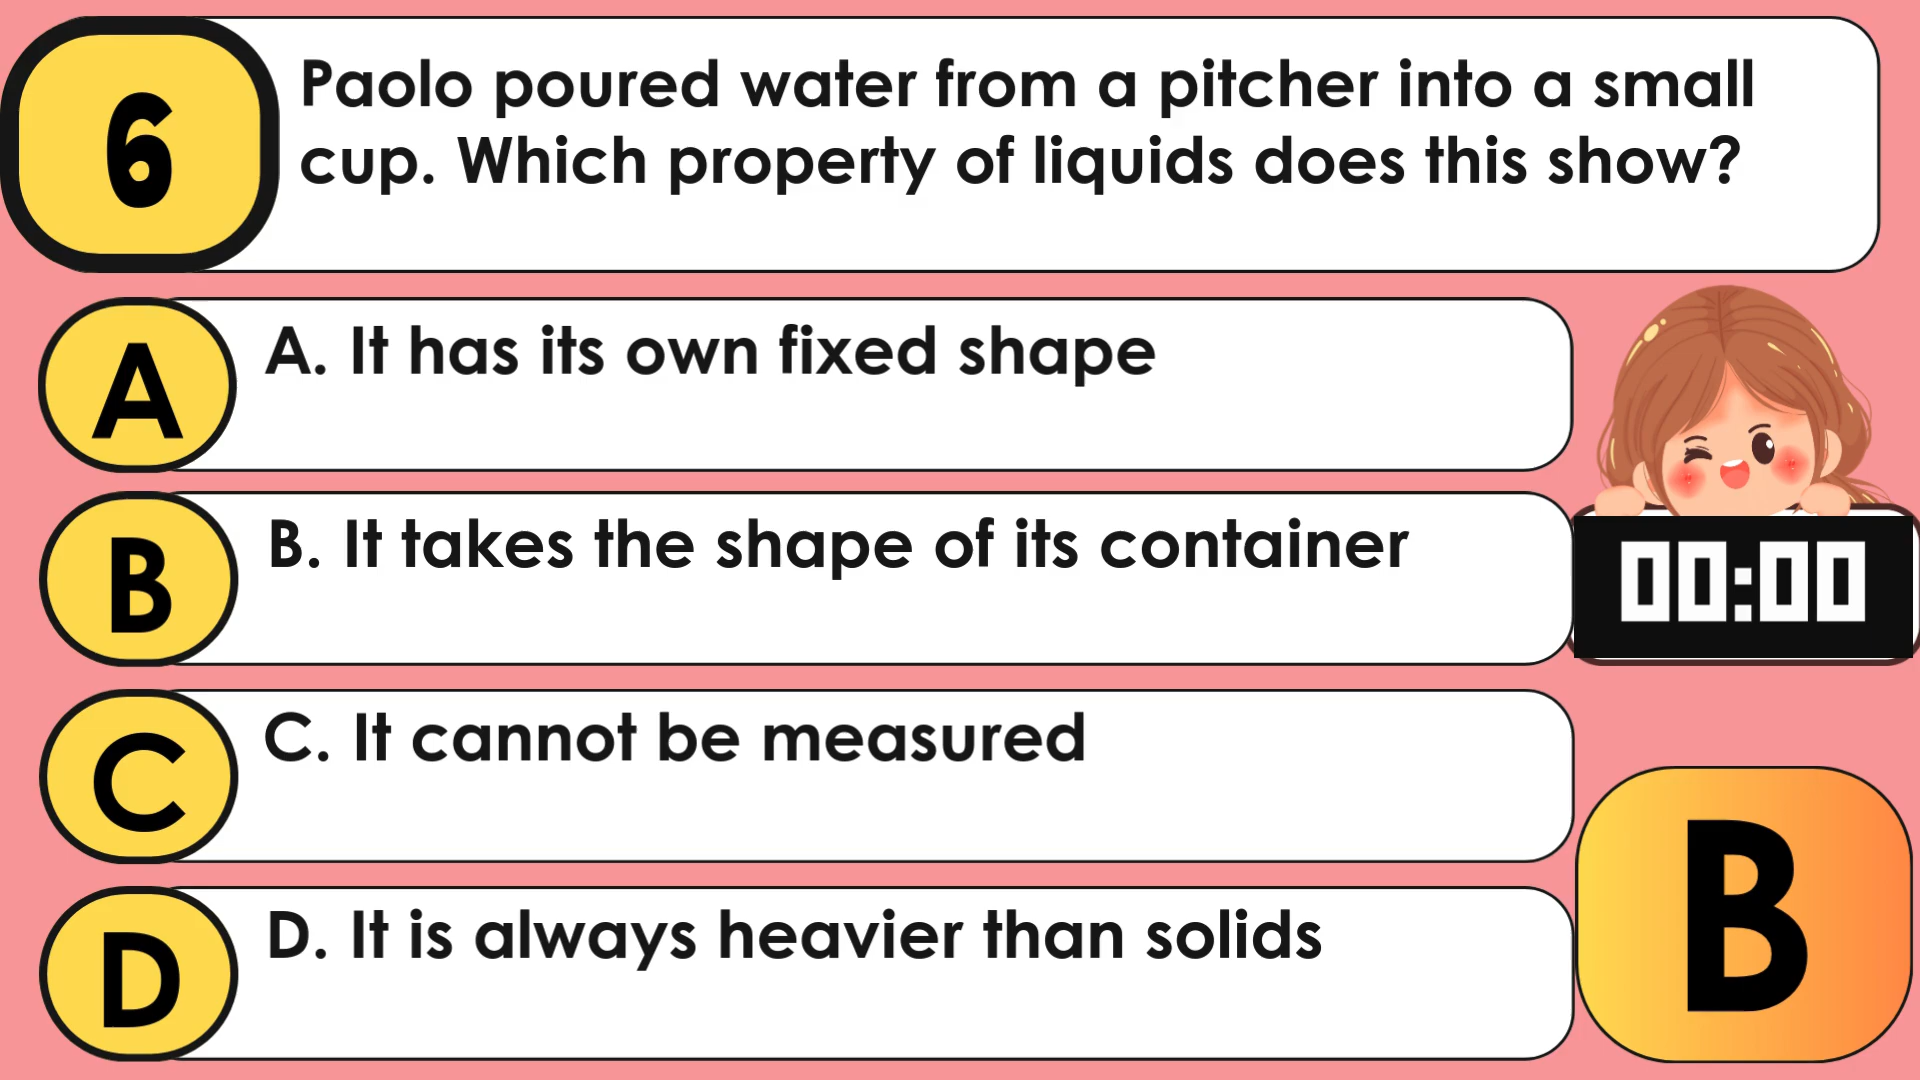 6
Paolo poured water from a pitcher into a small
cup. Which property of liquids does this show?
A
A. It has its own fixed shape
B
B. It takes the shape of its container
00:00
C
C. It cannot be measured
B
D
D. It is always heavier than solids